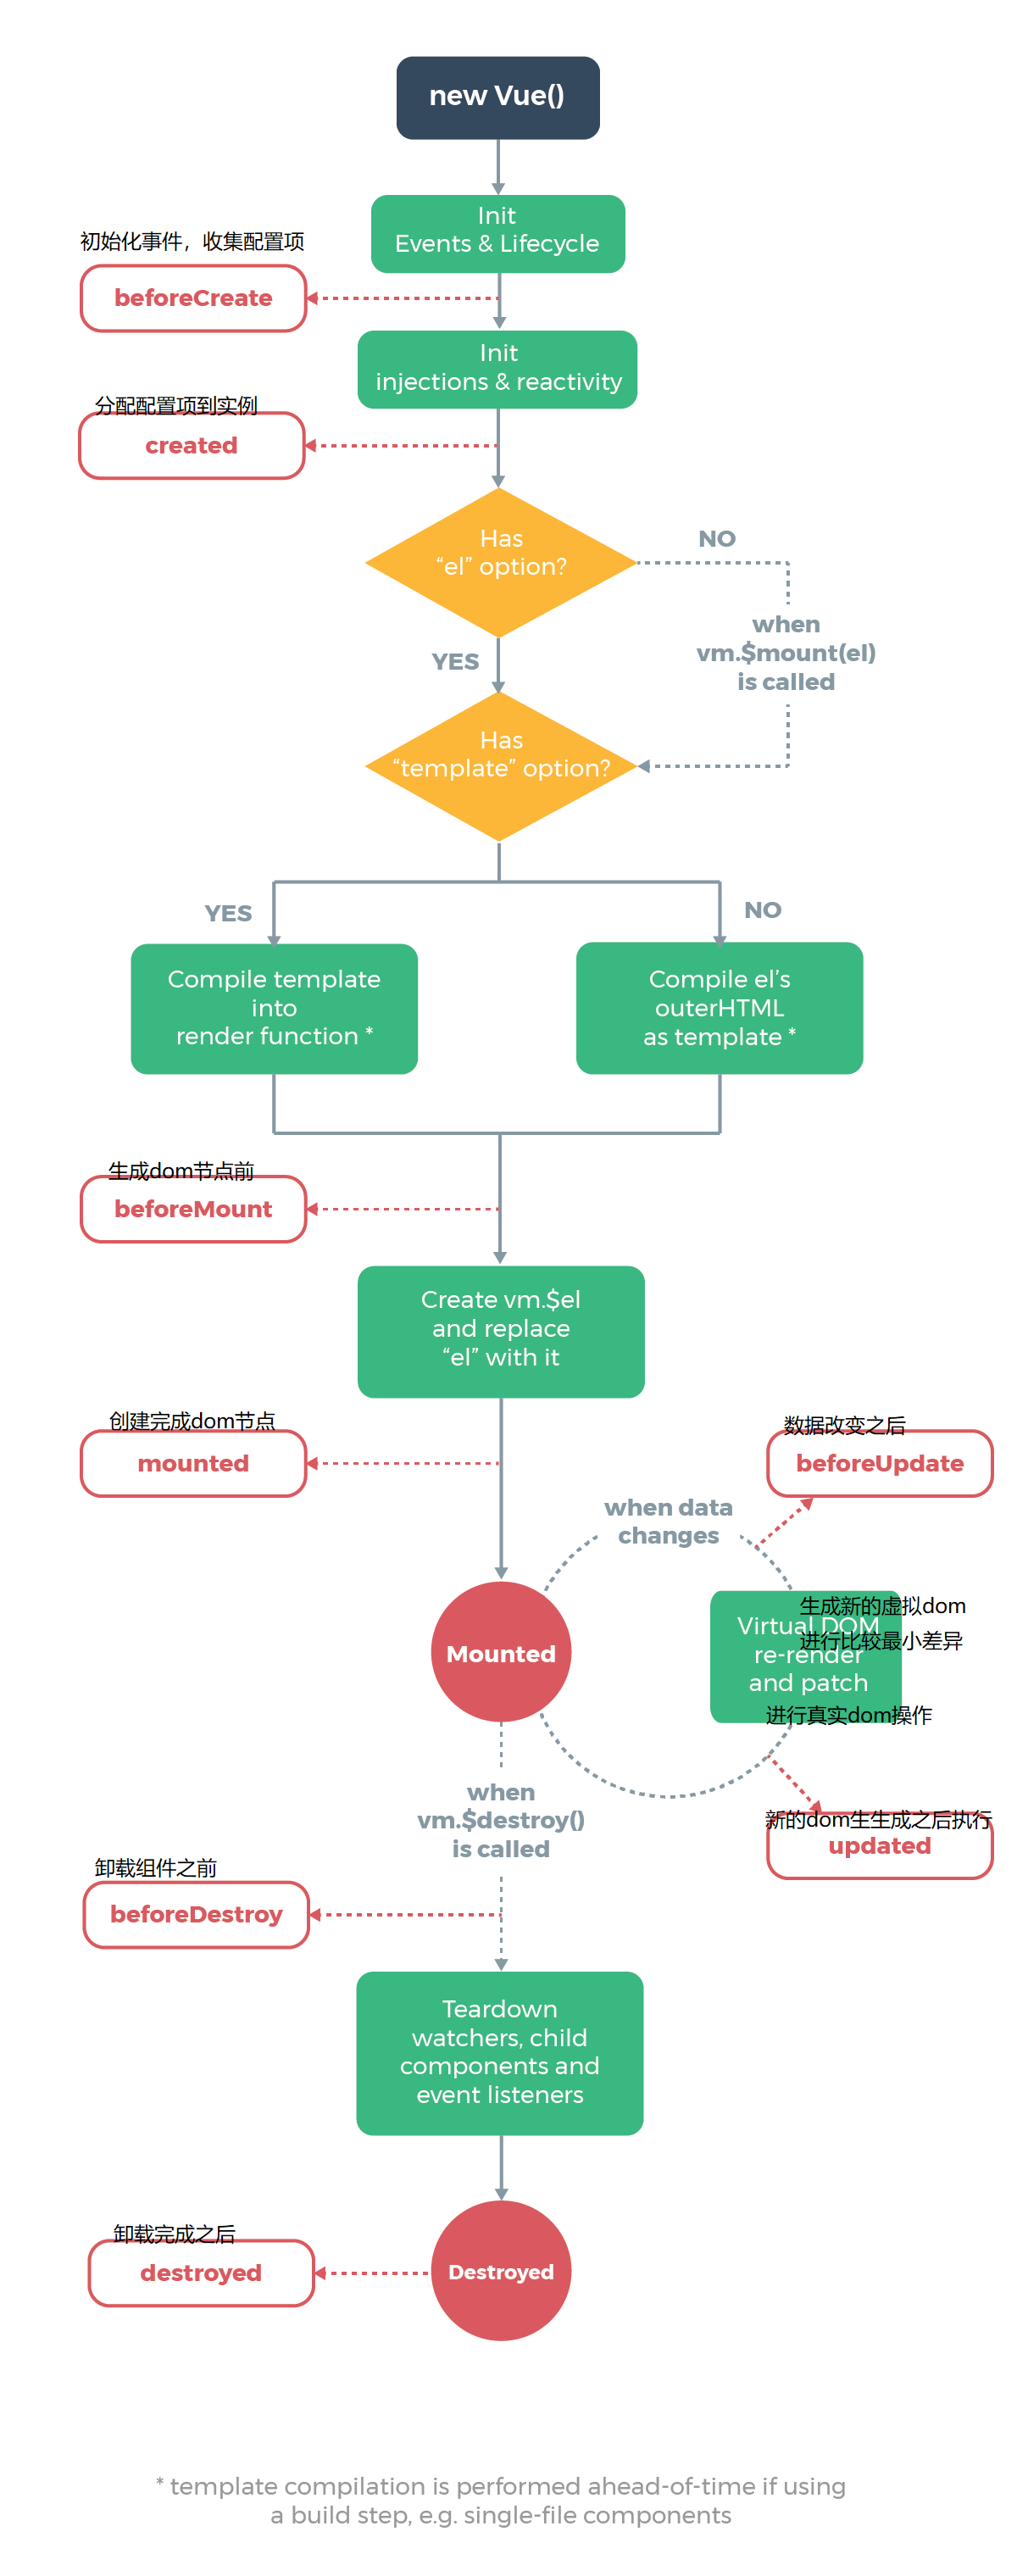 new Vue()
Init
Events & Lifecycle
初始化事件，收集配置项
beforeCreate
Init
injections & reactivity
分配配置项到实例
created
Has
“el” option?
NO
when
vm.$mount(el)
is called
YES
Has
“template” option?
YES
NO
Compile template
into
render function *
Compile el’s
outerHTML
as template *
生成dom节点前
beforeMount
Create vm.$el
and replace
“el” with it
创建完成dom节点
mounted
数据改变之后
beforeUpdate
when data
changes
Mounted
Virtual DOM
re-render
and patch
生成新的虚拟dom
进行比较最小差异
进行真实dom操作
when
vm.$destroy()
is called
新的dom生生成之后执行
updated
卸载组件之前
beforeDestroy
Teardown
watchers, child
components and
event listeners
卸载完成之后
destroyed
Destroyed
* template compilation is performed ahead-of-time if using
a build step, e.g. single-file components